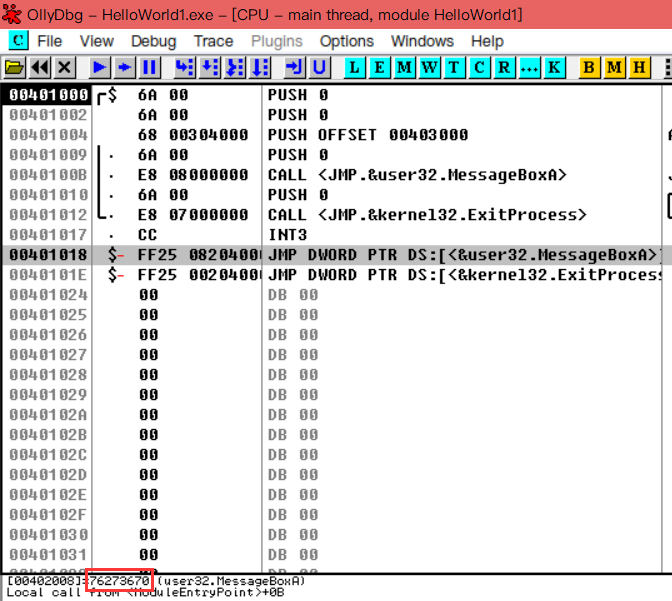 OllyDbg - HelloWorld1.exe - [CPU - main thread, module HelloWorld1]
C File View Debug Trace Plugins Options Windows Help
L E M W T C R ... K B M H
00401000 $ 6A 00 PUSH 0
00401002 6A 00 PUSH 0
00401004 68 00304000 PUSH OFFSET 00403000
00401009 . 6A 00 PUSH 0
0040100B . E8 08000000 CALL <JMP.&user32.MessageBoxA>
00401010 . 6A 00 PUSH 0
00401012 . E8 07000000 CALL <JMP.&kernel32.ExitProcess>
00401017 . CC INT3
00401018 $- FF25 08204000 JMP DWORD PTR DS:[<&user32.MessageBoxA>]
0040101E $- FF25 00204000 JMP DWORD PTR DS:[<&kernel32.ExitProcess
00401024 00 DB 00
00401025 00 DB 00
00401026 00 DB 00
00401027 00 DB 00
00401028 00 DB 00
00401029 00 DB 00
0040102A 00 DB 00
0040102B 00 DB 00
0040102C 00 DB 00
0040102D 00 DB 00
0040102E 00 DB 00
0040102F 00 DB 00
00401030 00 DB 00
00401031 00 DB 00
[00402008]=76273670 (user32.MessageBoxA)
Local call from <ModuleEntryPoint>+0B